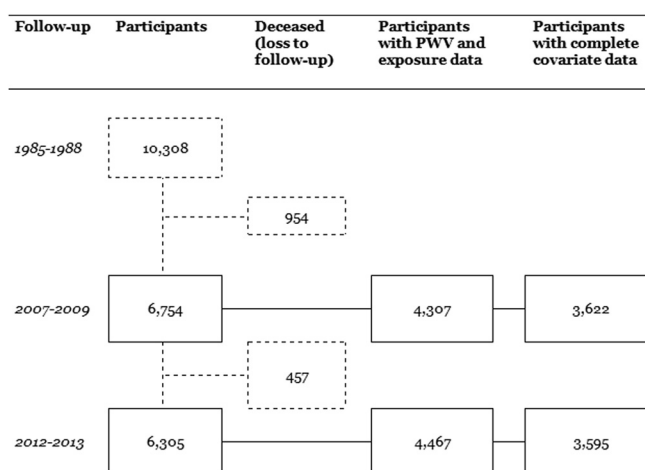 Follow-up Participants Deceased Participants Participants
(loss to with PWV and with complete
follow-up) exposure data covariate data
1985-1988 10,308
954
2007-2009 6,754 4,307 3,622
457
2012-2013 6,305 4,467 3,595